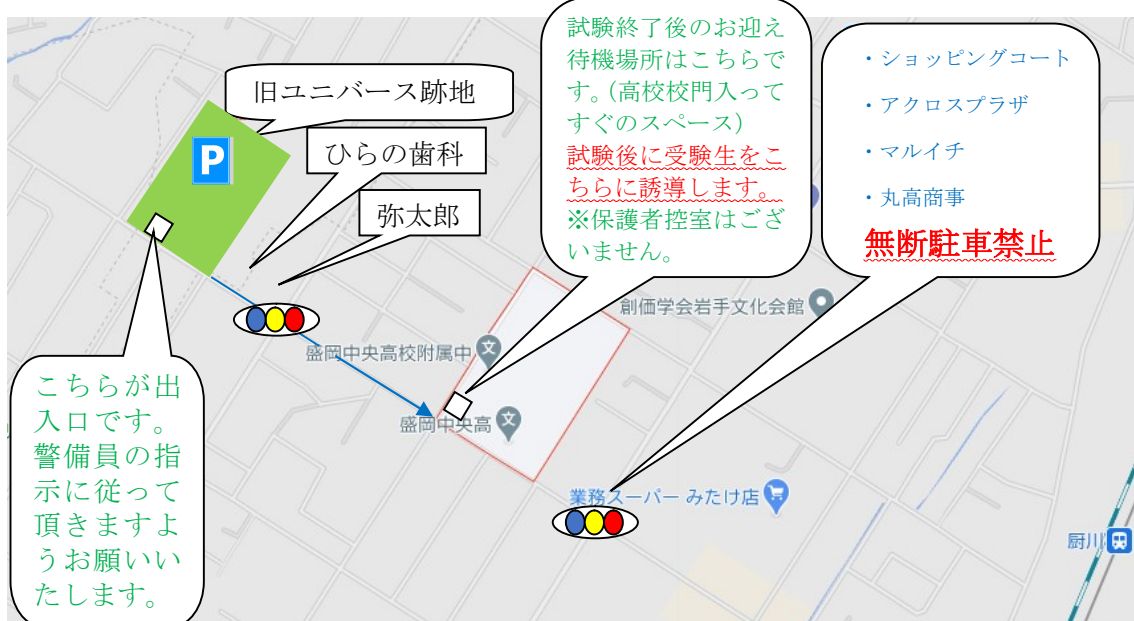 旧ユニバース跡地
P
ひらの歯科
弥太郎
試験終了後のお迎え
待機場所はこちらで
す。(高校校門入って
すぐのスペース)
試験後に受験生をこ
ちらに誘導します。
※保護者控室はござ
いません。
・ショッピングコート
・アクロスプラザ
・マルイチ
・丸高商事
無断駐車禁止
創価学会岩手文化会館
盛岡中央高校附属中
文
盛岡中央高
文
こちらが出
入口です。
警備員の指
示に従って
頂きますよ
うお願いい
たします。
業務スーパー みたけ店
厨川